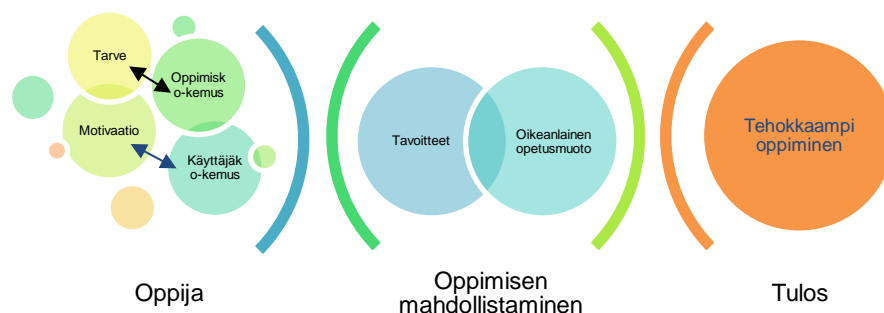 Tarve
Oppimisk
o-kemus
Motivaatio
Käyttäjäk
o-kemus
Tavoitteet
Oikeanlainen
opetusmuoto
Tehokkaampi
oppiminen
Oppija
Oppimisen
mahdollistaminen
Tulos